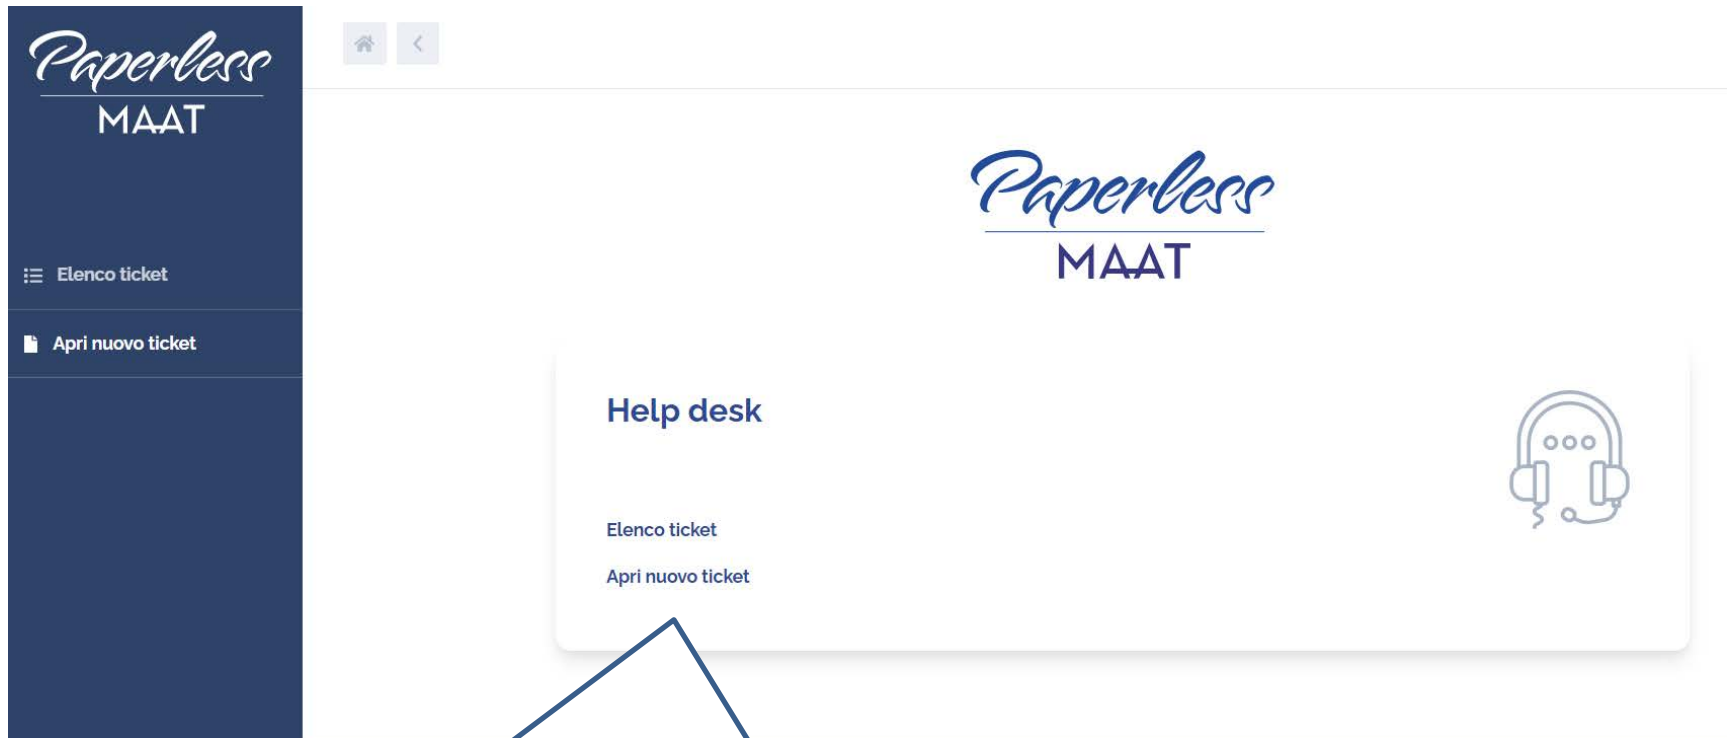 Paperless
MAAT
Elenco ticket
Apri nuovo ticket
Paperless
MAAT
Help desk
Elenco ticket
Apri nuovo ticket